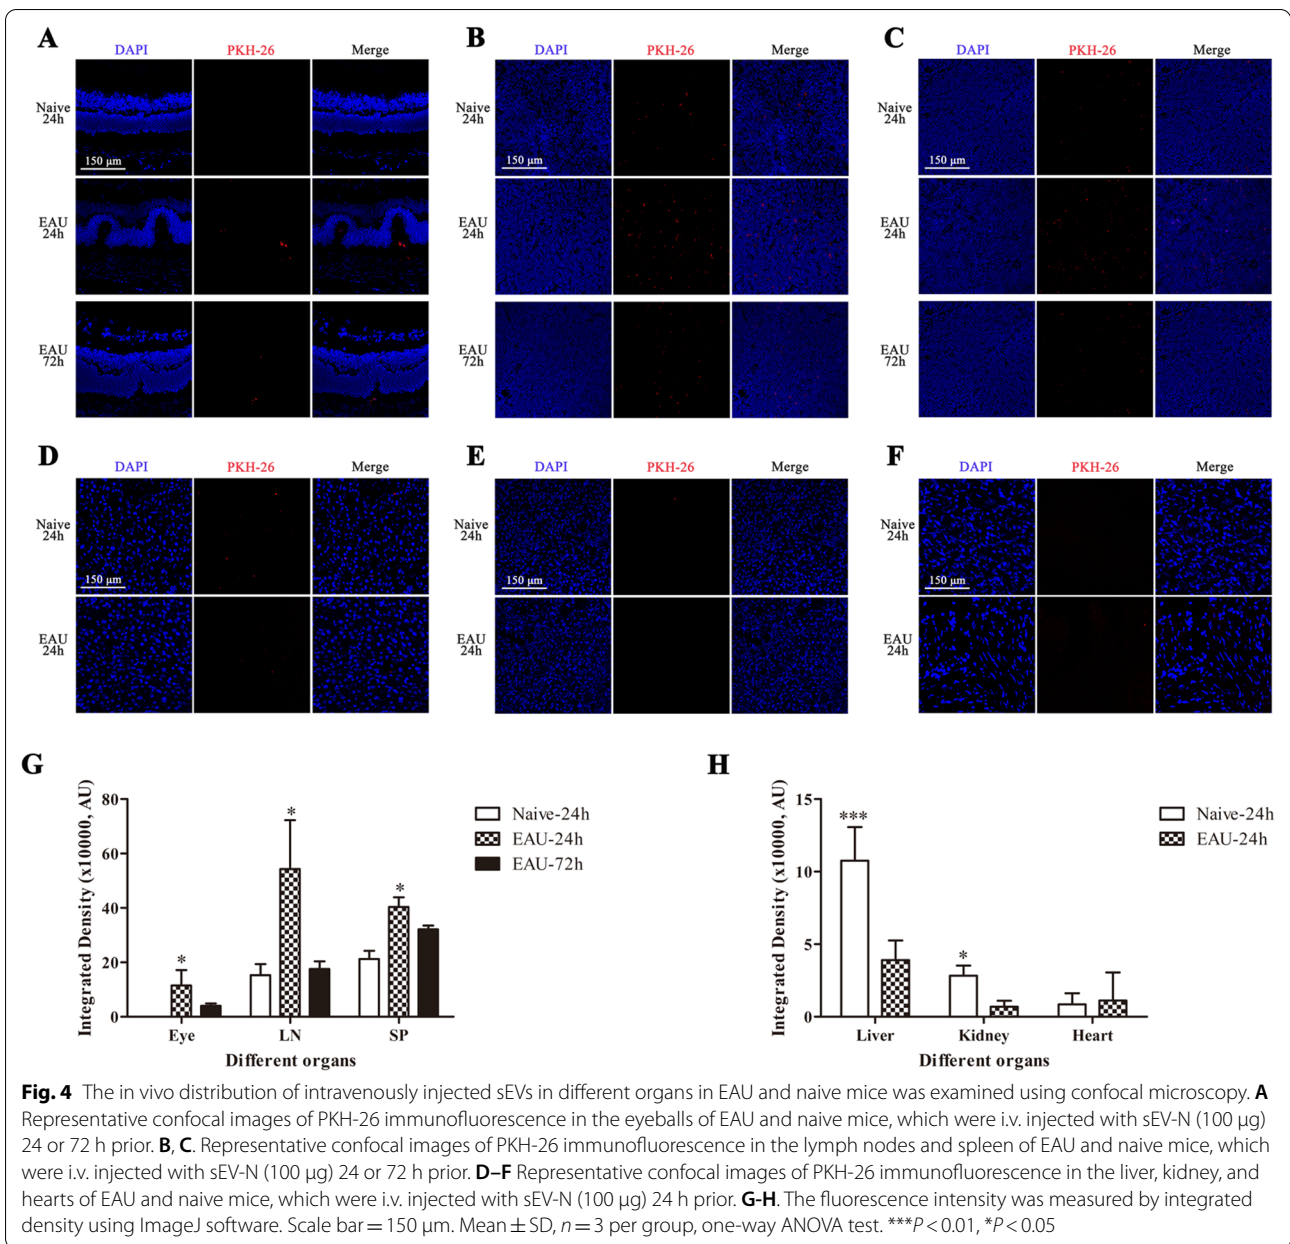 A
DAPI PKH-26 Merge
Naive
24h
150 µm
EAU
24h
EAU
72h
B
DAPI PKH-26 Merge
Naive
24h
150 µm
EAU
24h
EAU
72h
C
DAPI PKH-26 Merge
Naive
24h
150 µm
EAU
24h
EAU
72h
D
DAPI PKH-26 Merge
Naive
24h
150 µm
EAU
24h
E
DAPI PKH-26 Merge
Naive
24h
150 µm
EAU
24h
F
DAPI PKH-26 Merge
Naive
24h
150 µm
EAU
24h
G
Integrated Density (x10000, AU)
80
60
40
20
0
*
*
*
Eye LN SP
Different organs
Naive-24h
EAU-24h
EAU-72h
H
Integrated Density (x10000, AU)
15
10
5
0
***
*
Liver Kidney Heart
Different organs
Naive-24h
EAU-24h
Fig. 4 The in vivo distribution of intravenously injected sEVs in different organs in EAU and naive mice was examined using confocal microscopy. A
Representative confocal images of PKH-26 immunofluorescence in the eyeballs of EAU and naive mice, which were i.v. injected with sEV-N (100 µg)
24 or 72 h prior. B, C. Representative confocal images of PKH-26 immunofluorescence in the lymph nodes and spleen of EAU and naive mice, which
were i.v. injected with sEV-N (100 µg) 24 or 72 h prior. D–F Representative confocal images of PKH-26 immunofluorescence in the liver, kidney, and
hearts of EAU and naive mice, which were i.v. injected with sEV-N (100 µg) 24 h prior. G-H. The fluorescence intensity was measured by integrated
density using ImageJ software. Scale bar = 150 µm. Mean ± SD, n = 3 per group, one-way ANOVA test. ***P < 0.01, *P < 0.05